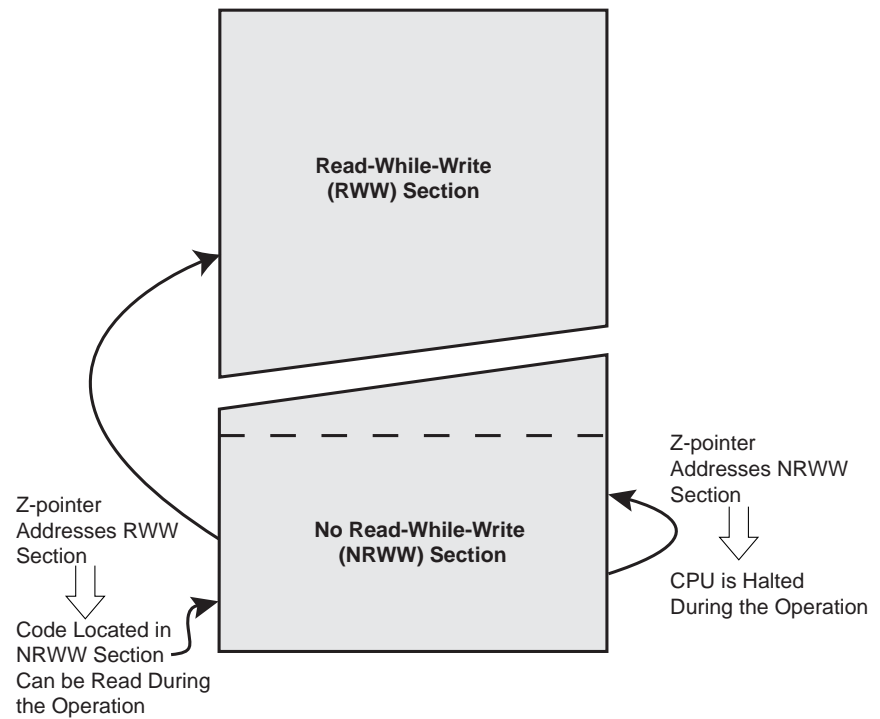 Read-While-Write
(RWW) Section
Z-pointer
Addresses NRWW
Section
No Read-While-Write
(NRWW) Section
Z-pointer
Addresses RWW
Section
CPU is Halted
During the Operation
Code Located in
NRWW Section
Can be Read During
the Operation